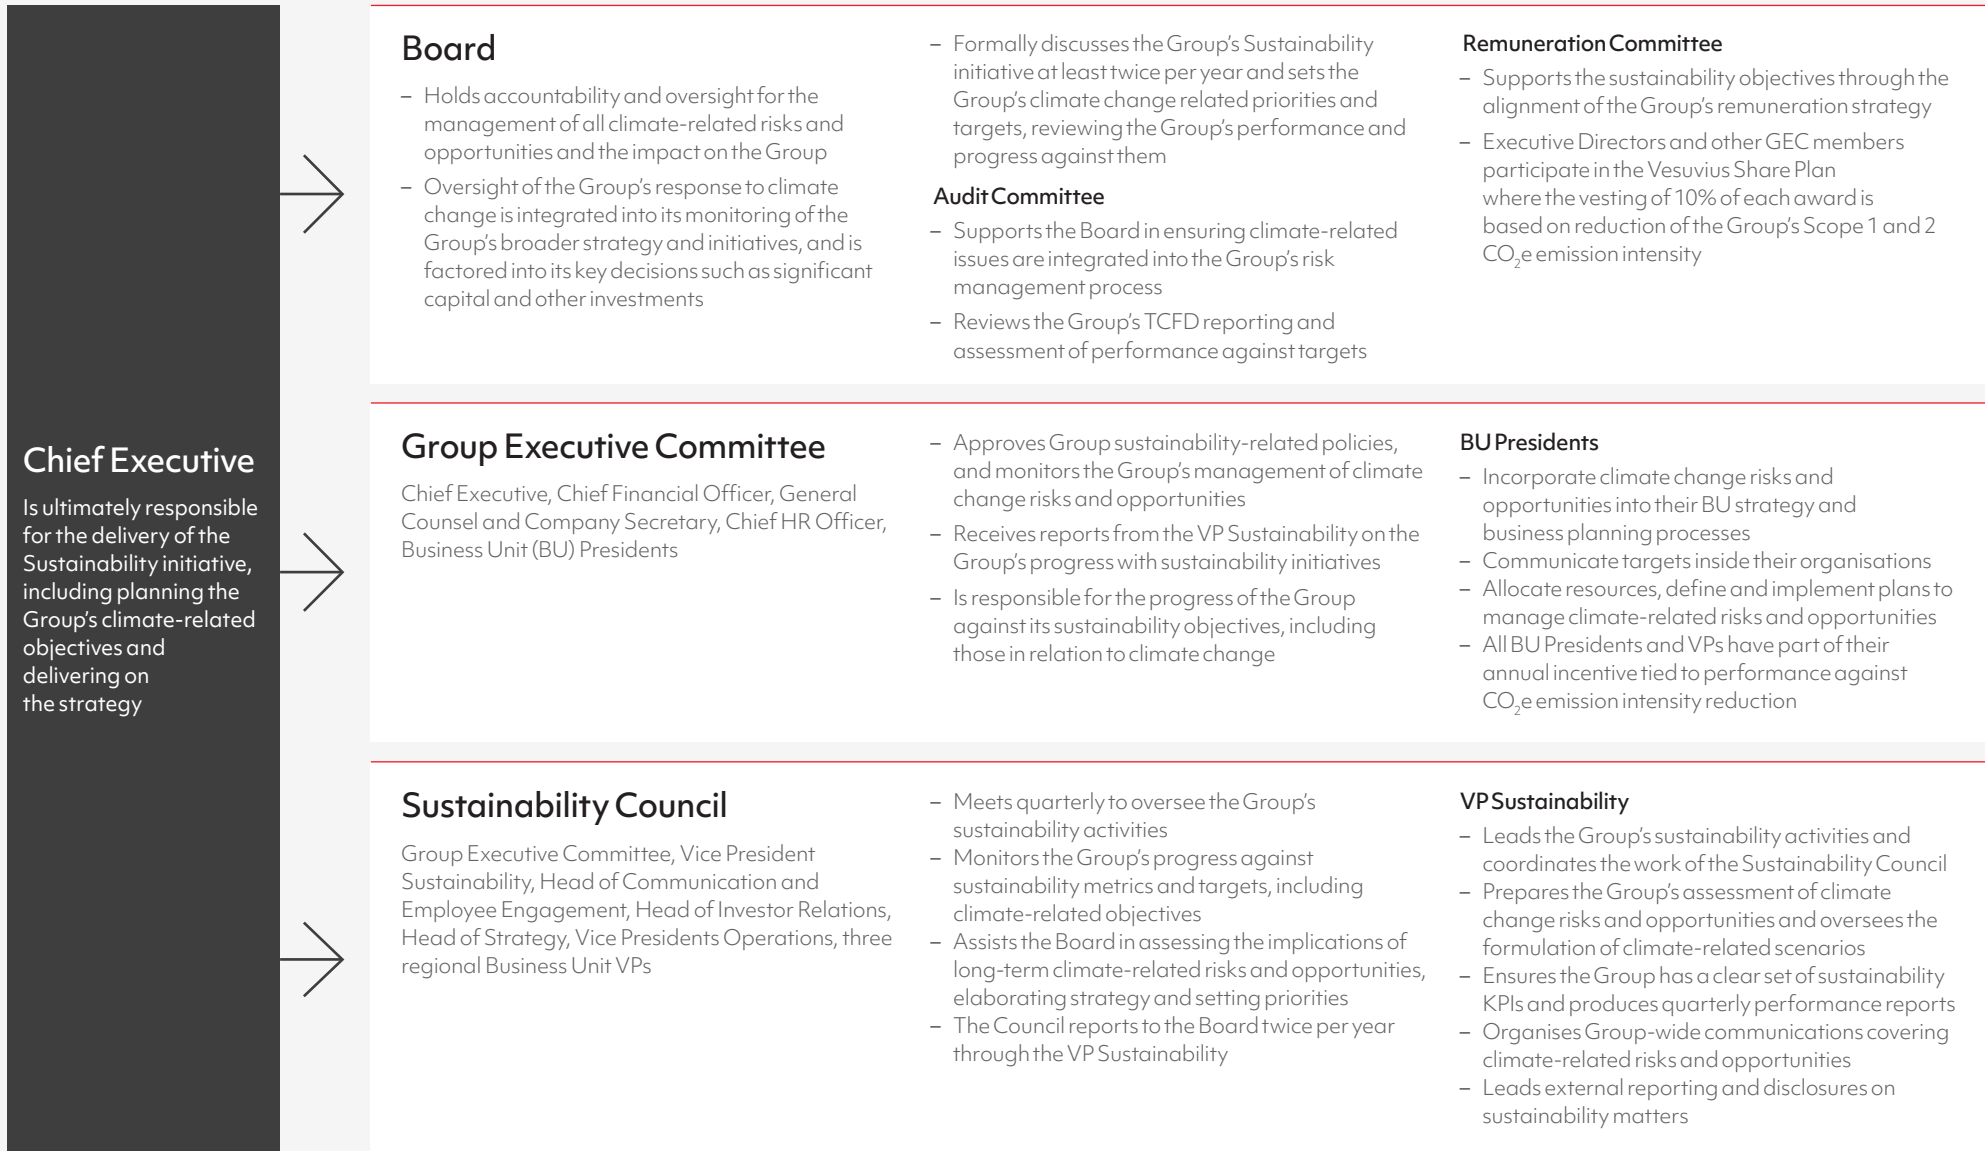 Chief Executive
Is ultimately responsible
for the delivery of the
Sustainability initiative,
including planning the
Group's climate-related
objectives and
delivering on
the strategy
Board
– Holds accountability and oversight for the
management of all climate-related risks and
opportunities and the impact on the Group
– Oversight of the Group's response to climate
change is integrated into its monitoring of the
Group's broader strategy and initiatives, and is
factored into its key decisions such as significant
capital and other investments
– Formally discusses the Group's Sustainability
initiative at least twice per year and sets the
Group's climate change related priorities and
targets, reviewing the Group's performance and
progress against them
Audit Committee
– Supports the Board in ensuring climate-related
issues are integrated into the Group's risk
management process
– Reviews the Group's TCFD reporting and
assessment of performance against targets
Remuneration Committee
– Supports the sustainability objectives through the
alignment of the Group's remuneration strategy
– Executive Directors and other GEC members
participate in the Vesuvius Share Plan
where the vesting of 10% of each award is
based on reduction of the Group's Scope 1 and 2
CO₂e emission intensity
Group Executive Committee
Chief Executive, Chief Financial Officer, General
Counsel and Company Secretary, Chief HR Officer,
Business Unit (BU) Presidents
– Approves Group sustainability-related policies,
and monitors the Group's management of climate
change risks and opportunities
– Receives reports from the VP Sustainability on the
Group's progress with sustainability initiatives
– Is responsible for the progress of the Group
against its sustainability objectives, including
those in relation to climate change
BU Presidents
– Incorporate climate change risks and
opportunities into their BU strategy and
business planning processes
– Communicate targets inside their organisations
– Allocate resources, define and implement plans to
manage climate-related risks and opportunities
– All BU Presidents and VPs have part of their
annual incentive tied to performance against
CO₂e emission intensity reduction
Sustainability Council
Group Executive Committee, Vice President
Sustainability, Head of Communication and
Employee Engagement, Head of Investor Relations,
Head of Strategy, Vice Presidents Operations, three
regional Business Unit VPs
– Meets quarterly to oversee the Group's
sustainability activities
– Monitors the Group's progress against
sustainability metrics and targets, including
climate-related objectives
– Assists the Board in assessing the implications of
long-term climate-related risks and opportunities,
elaborating strategy and setting priorities
– The Council reports to the Board twice per year
through the VP Sustainability
VP Sustainability
– Leads the Group's sustainability activities and
coordinates the work of the Sustainability Council
– Prepares the Group's assessment of climate
change risks and opportunities and oversees the
formulation of climate-related scenarios
– Ensures the Group has a clear set of sustainability
KPIs and produces quarterly performance reports
– Organises Group-wide communications covering
climate-related risks and opportunities
– Leads external reporting and disclosures on
sustainability matters